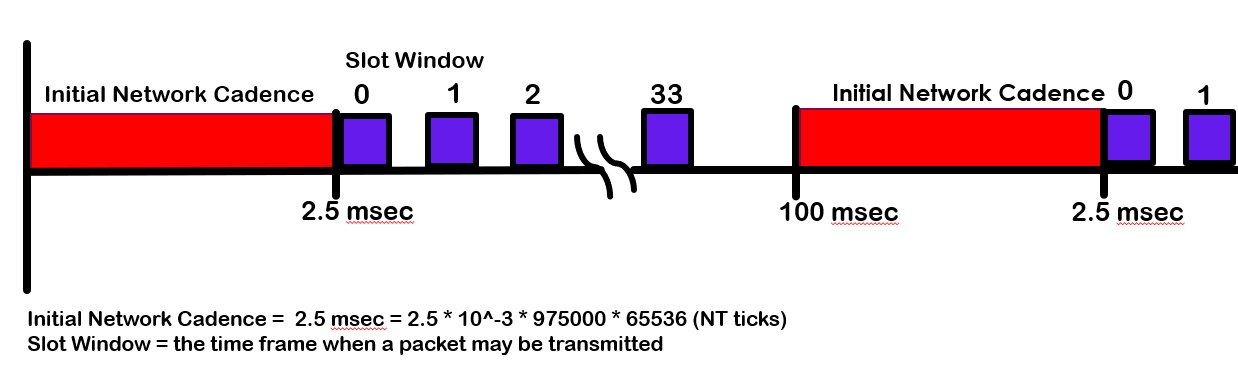 Slot Window
Initial Network Cadence 0 1 2 33 Initial Network Cadence 0 1
2.5 msec 100 msec 2.5 msec
Initial Network Cadence = 2.5 msec = 2.5 * 10^-3 * 975000 * 65536 (NT ticks)
Slot Window = the time frame when a packet may be transmitted